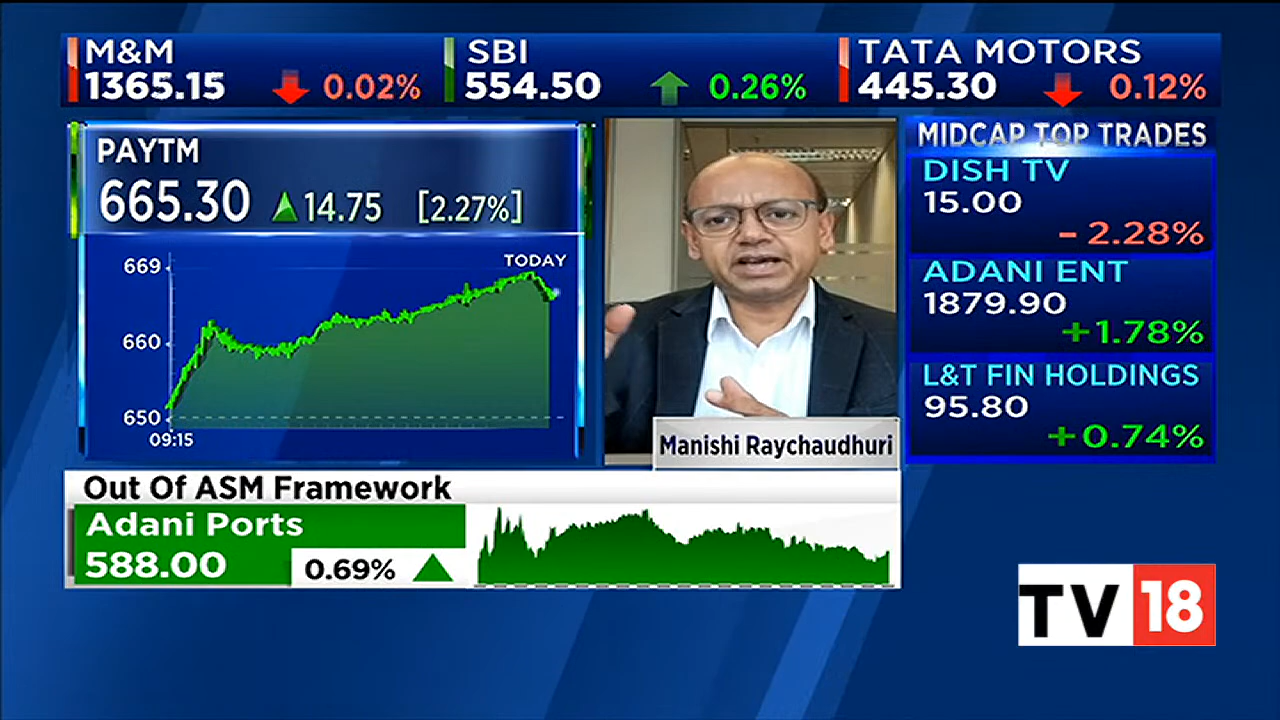 M&M
1365.15 0.02%
SBI
554.50 0.26%
TATA MOTORS
445.30 0.12%
PAYTM
665.30 14.75 [2.27%]
TODAY
669
660
650
09:15
Manishi Raychaudhuri
MIDCAP TOP TRADES
DISH TV
15.00
- 2.28%
ADANI ENT
1879.90
+1.78%
L&T FIN HOLDINGS
95.80
+0.74%
Out Of ASM Framework
Adani Ports
588.00 0.69%
TV18